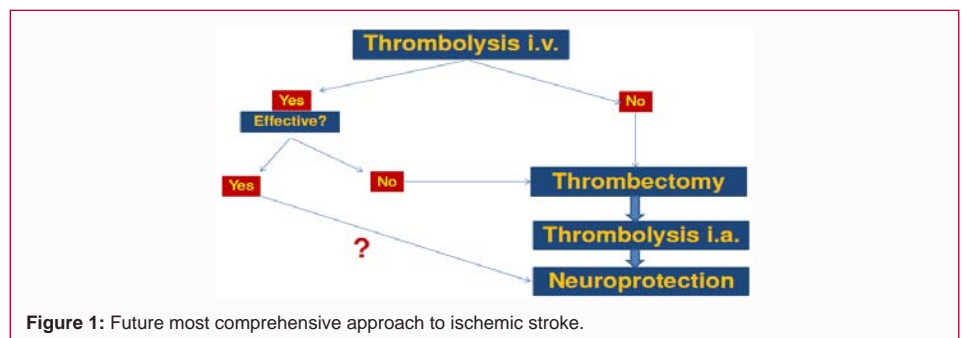 Thrombolysis i.v.
Yes
No
Effective?
Yes
No
Thrombectomy
?
Thrombolysis i.a.
Neuroprotection
Figure 1: Future most comprehensive approach to ischemic stroke.